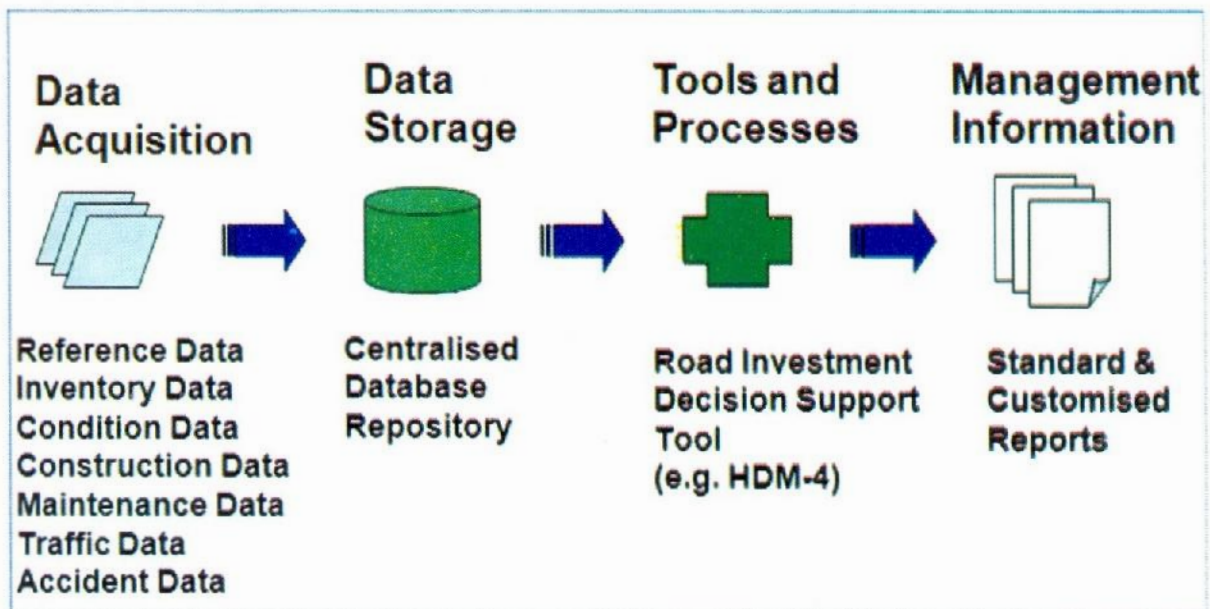 Data
Acquisition
Reference Data
Inventory Data
Condition Data
Construction Data
Maintenance Data
Traffic Data
Accident Data
Data
Storage
Centralised
Database
Repository
Tools and
Processes
Road Investment
Decision Support
Tool
(e.g. HDM-4)
Management
Information
Standard &
Customised
Reports